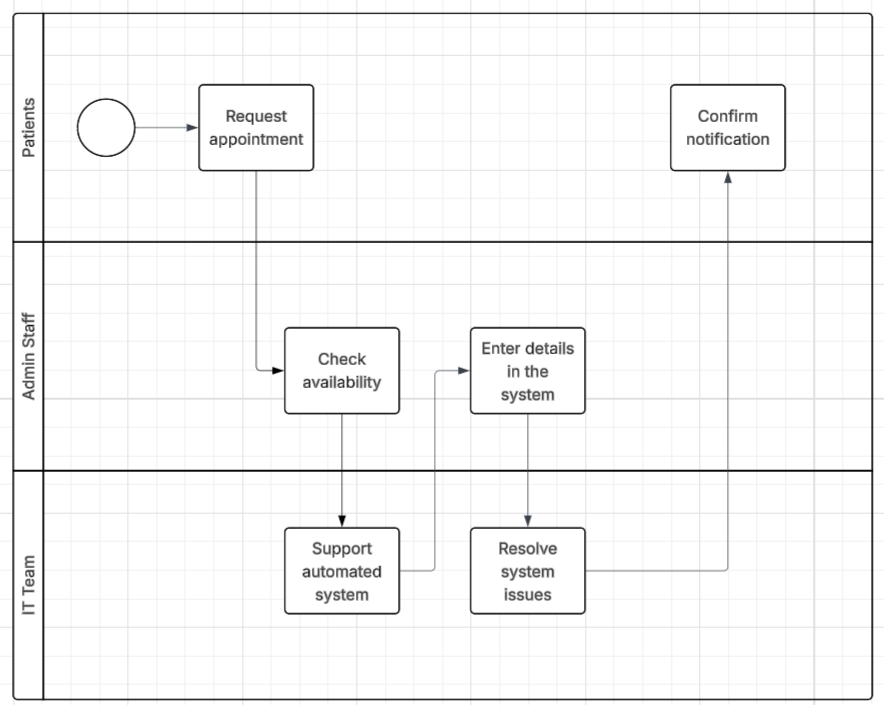 Patients
Request
appointment
Confirm
notification
Admin Staff
Check
availability
Enter details
in the
system
IT Team
Support
automated
system
Resolve
system
issues